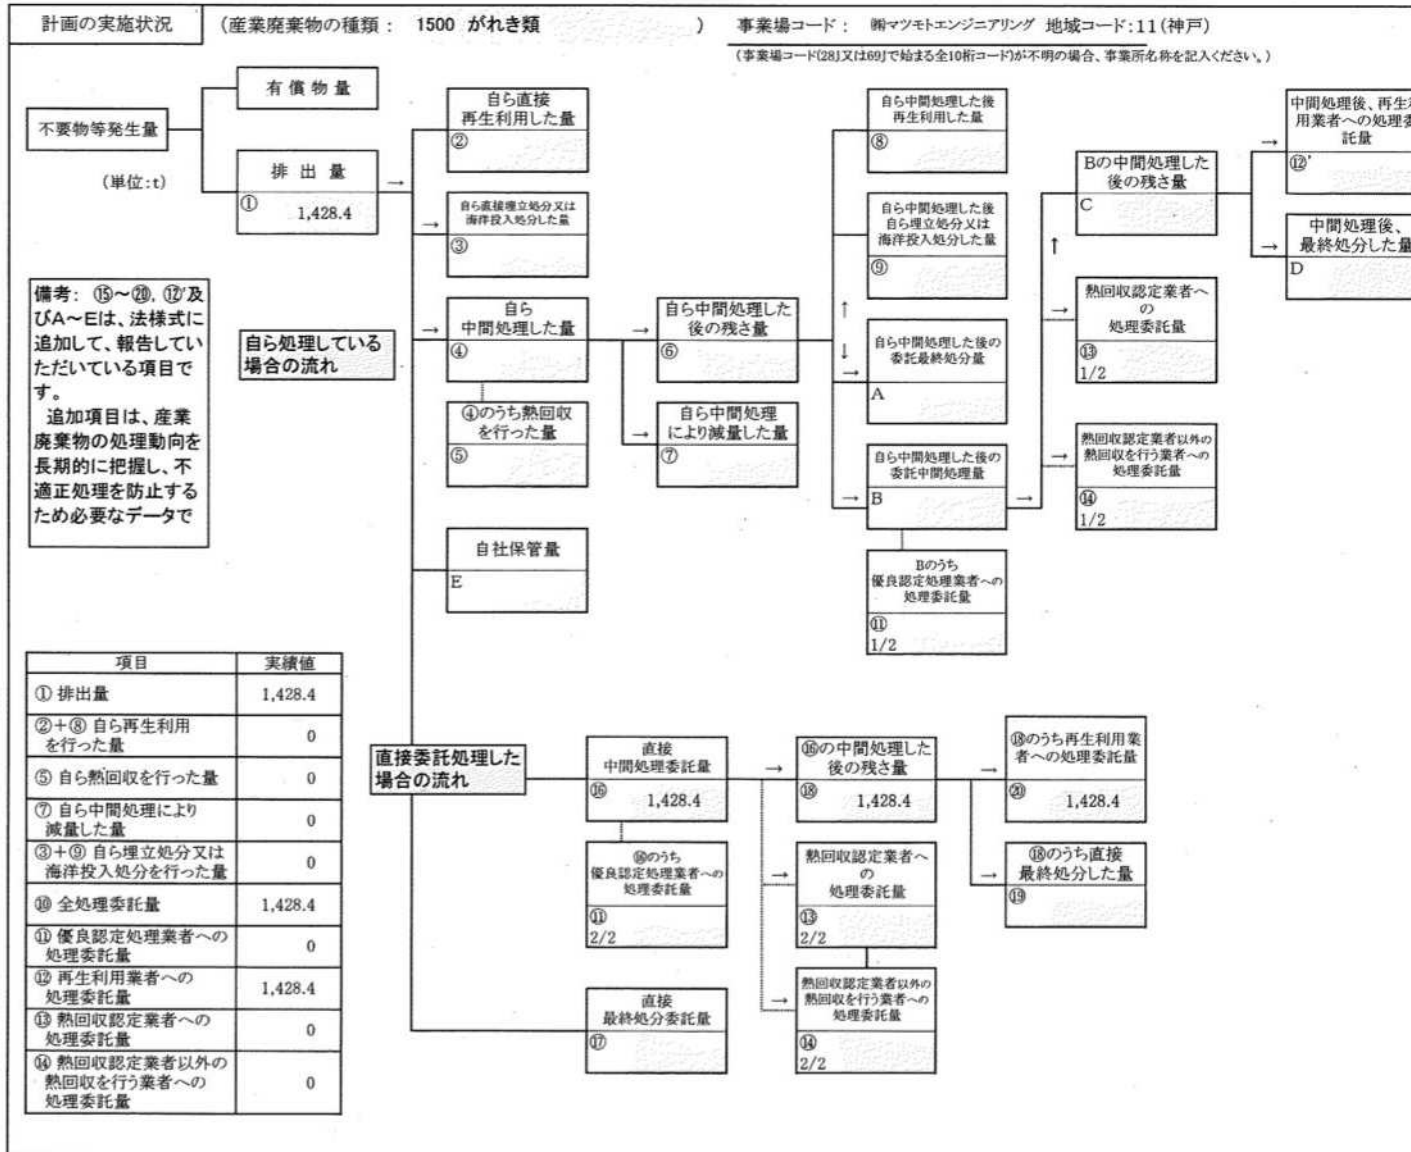 計画の実施状況
(産業廃棄物の種類： 1500 がれき類 )
事業場コード： ㈱マツモトエンジニアリング 地域コード：11(神戸)
(事業場コード(28｣又は69｣で始まる全10桁コード)が不明の場合、事業所名称を記入ください。)
不要物等発生量
(単位:t)
有償物量
排出量
①
1,428.4
→
自ら直接
再生利用した量
②
→
自ら直接埋立処分又は
海洋投入処分した量
③
→
自ら
中間処理した量
④
④のうち熱回収
を行った量
⑤
自社保管量
E
→
自ら中間処理した
後の残さ量
⑥
→
自ら中間処理
により減量した量
⑦
自ら中間処理した後
再生利用した量
⑧
自ら中間処理した後
自ら埋立処分又は
海洋投入処分した量
⑨
↑
↓
→
自ら中間処理した後の
委託最終処分量
A
→
自ら中間処理した後の
委託中間処理量
B
→
Bのうち
優良認定処理業者への
処理委託量
⑪
1/2
Bの中間処理した
後の残さ量
C
↑
→
熱回収認定業者へ
の
処理委託量
⑬
1/2
→
熱回収認定業者以外の
熱回収を行う業者への
処理委託量
⑭
1/2
→
中間処理後、再生利
用業者への処理委
託量
⑫'
→
中間処理後、
最終処分した量
D
備考： ⑮～⑳, ⑫'及
びA～Eは、法様式に
追加して、報告してい
ただいている項目で
す。
追加項目は、産業
廃棄物の処理動向を
長期的に把握し、不
適正処理を防止する
ため必要なデータで
自ら処理している
場合の流れ
項目 実績値
① 排出量 1,428.4
②＋⑧ 自ら再生利用
を行った量 0
⑤ 自ら熱回収を行った量 0
⑦ 自ら中間処理により
減量した量 0
③＋⑨ 自ら埋立処分又は
海洋投入処分を行った量 0
⑩ 全処理委託量 1,428.4
⑪ 優良認定処理業者への
処理委託量 0
⑫ 再生利用業者への
処理委託量 1,428.4
⑬ 熱回収認定業者への
処理委託量 0
⑭ 熱回収認定業者以外の
熱回収を行う業者への
処理委託量 0
直接委託処理した
場合の流れ
直接
中間処理委託量
⑯ 1,428.4
⑯のうち
優良認定処理業者への
処理委託量
⑪
2/2
直接
最終処分委託量
⑰
→
⑯の中間処理した
後の残さ量
⑱ 1,428.4
→
熱回収認定業者へ
の
処理委託量
⑬
2/2
→
熱回収認定業者以外の
熱回収を行う業者への
処理委託量
⑭
2/2
→
⑱のうち再生利用業
者への処理委託量
⑳ 1,428.4
→
⑱のうち直接
最終処分した量
⑲